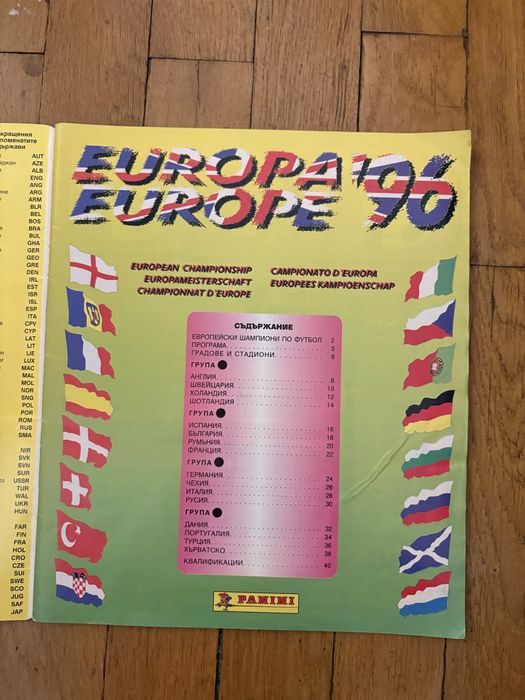 кращения
поменатите
държави
AUT
AZE
ALB
ENG
ANG
ARG
ARM
BLR
BEL
BOS
BRA
BUL
GHA
GER
GEO
GRE
DEN
IRL
EST
ISR
ISL
ESP
ITA
CPV
CYP
LAT
LIT
LIE
LUX
MAC
MAL
MOL
NOR
SNG
POL
POR
ROM
RUS
SMA
NIR
SVK
SVN
SUR
USSR
TUR
WAL
UKR
HUN
FAR
FIN
FRA
HOL
CRO
CZE
SUI
SWE
SCO
JUG
SAF
JAP
EUROPA '96
EUROPE
EUROPEAN CHAMPIONSHIP
EUROPAMEISTERSCHAFT
CHAMPIONNAT D'EUROPE
CAMPIONATO D'EUROPA
EUROPEES KAMPIOENSCHAP
СЪДЪРЖАНИЕ
ЕВРОПЕЙСКИ ШАМПИОНИ ПО ФУТБОЛ 2
ПРОГРАМА 5
ГРАДОВЕ И СТАДИОНИ 6
ГРУПА
АНГЛИЯ 8
ШВЕЙЦАРИЯ 10
ХОЛАНДИЯ 12
ШОТЛАНДИЯ 14
ГРУПА
ИСПАНИЯ 16
БЪЛГАРИЯ 18
РУМЪНИЯ 20
ФРАНЦИЯ 22
ГРУПА
ГЕРМАНИЯ 24
ЧЕХИЯ 26
ИТАЛИЯ 28
РУСИЯ 30
ГРУПА
ДАНИЯ 32
ПОРТУГАЛИЯ 34
ТУРЦИЯ 36
ХЪРВАТСКО 38
КВАЛИФИКАЦИИ 40
PANINI